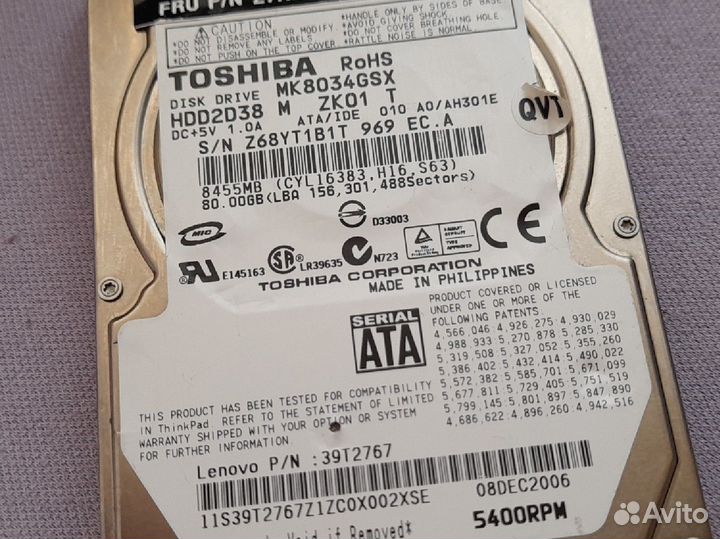 FRU P/N
*CAUTION*
*DO NOT DISASSEMBLE OR MODIFY
*DO NOT REMOVE ANY LABELS
*DO NOT PUSH ON THE TOP COVER
*HANDLE ONLY BY SIDES OF DRIVE
*AVOID GIVING SHOCK
*DO NOT COVER BREATHING HOLE
*RATTLE NOISE IS NORMAL
TOSHIBA RoHS
DISK DRIVE MK8034GSX
HDD2D38 M ZK01 T
DC+5V 1.0A ATA/IDE 010 A0/AH301E
S/N Z68YT1B1T 969 EC.A
QVT
8455MB (CYL16383,H16,S63)
80.00GB(LBA 156,301,488Sectors)
D33003
MIC
E145163
LR39635
N723
TOSHIBA CORPORATION
MADE IN PHILIPPINES
SERIAL
ATA
PRODUCT COVERED OR LICENSED
UNDER ONE OR MORE OF THE
FOLLOWING PATENTS.
4,566,046;4,926,275;4,930,029
4,988,933;5,270,878;5,285,330
5,319,508;5,327,052;5,355,260
5,386,402;5,432,414;5,490,022
5,572,382;5,585,701;5,671,099
5,677,811;5,729,405;5,751,519
5,799,145;5,801,897;5,847,890
4,686,622;4,896,260;4,942,516
THIS PRODUCT HAS BEEN TESTED FOR COMPATIBILITY
in ThinkPad. REFER TO THE STATEMENT OF LIMITED
WARRANTY SHIPPED WITH YOUR OPTION OR SYSTEM
FOR FURTHER INFORMATION.
Lenovo P/N :39T2767
11S39T2767Z1ZC0X002XSE
08DEC2006
5400RPM
Void if Removed*
Avito